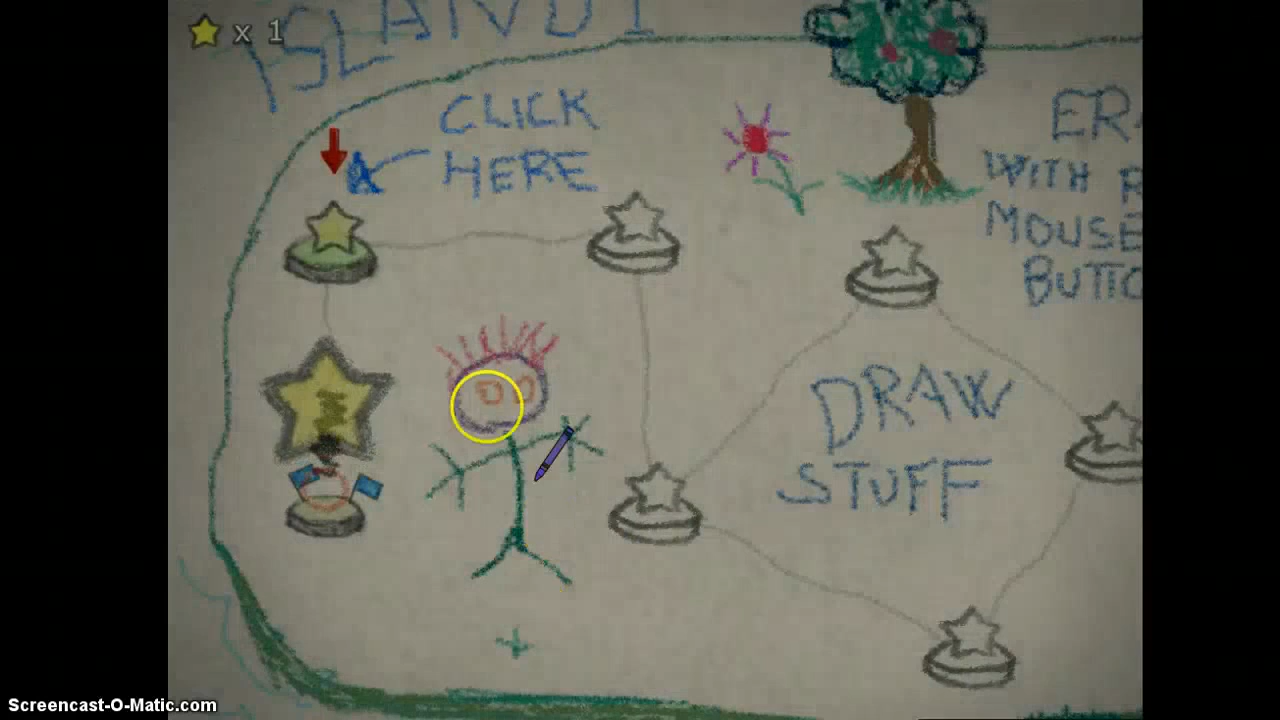 x 1
ISLAND 1
CLICK
HERE
WITH
MOUSE
DRAW
STUFF
Screencast-O-Matic.com